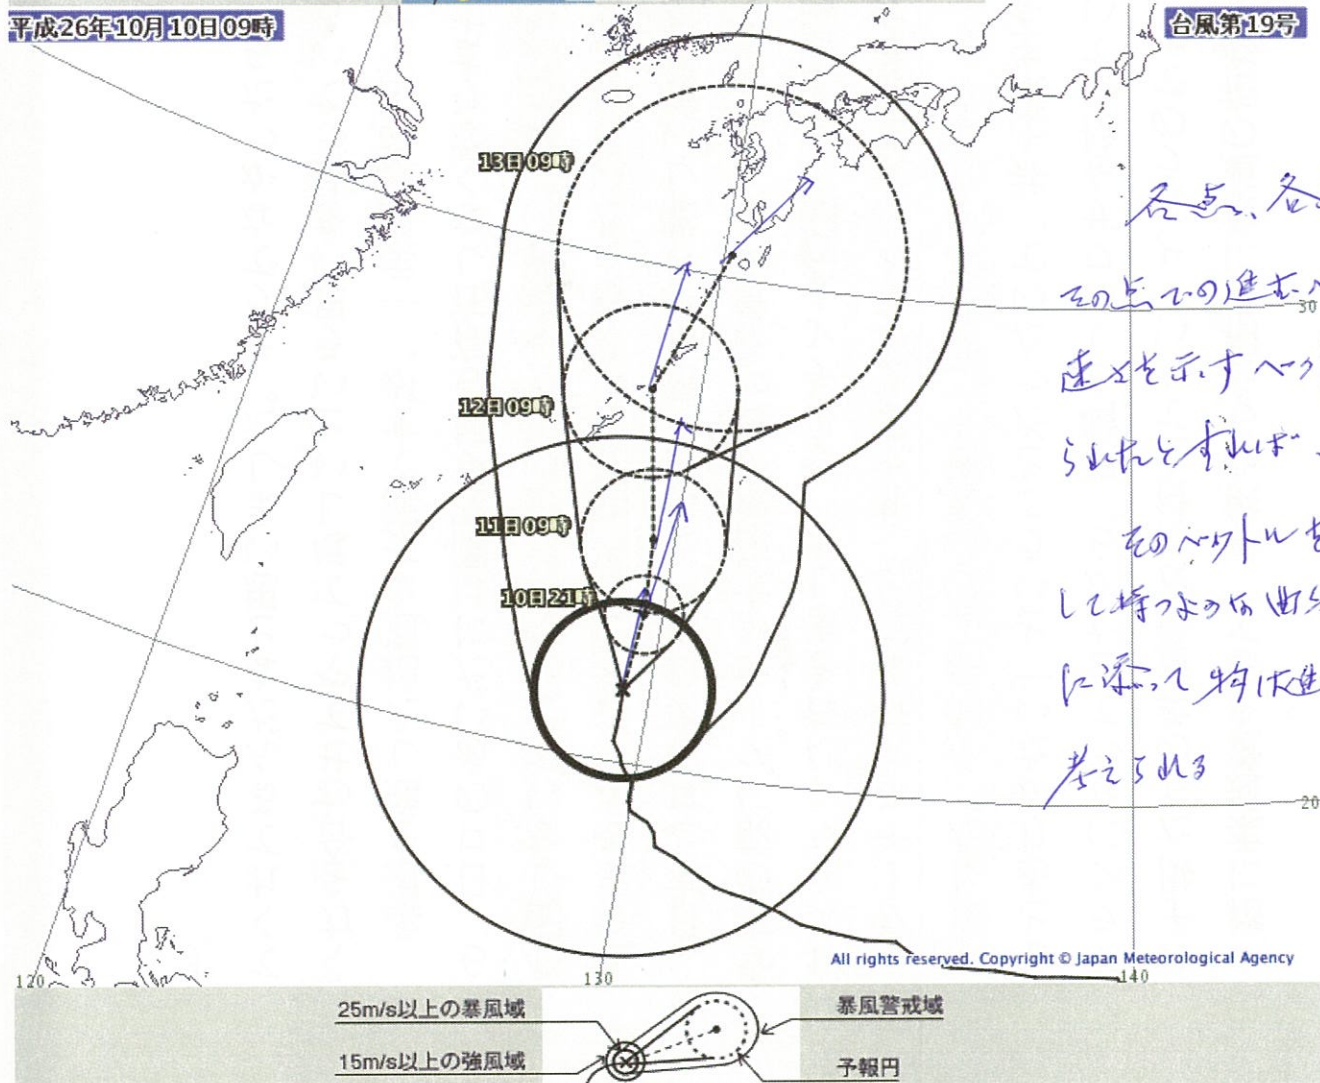 平成26年10月10日09時
台風第19号
13日09時
12日09時
11日09時
10日21時
各点、各
その点での進む
30
速さを示すベク
られたとすれば、
そのベクトルを
して持つような曲
に添って物は進
考えられる
20
All rights reserved. Copyright © Japan Meteorological Agency
120
130
140
25m/s以上の暴風域
暴風警戒域
15m/s以上の強風域
予報円